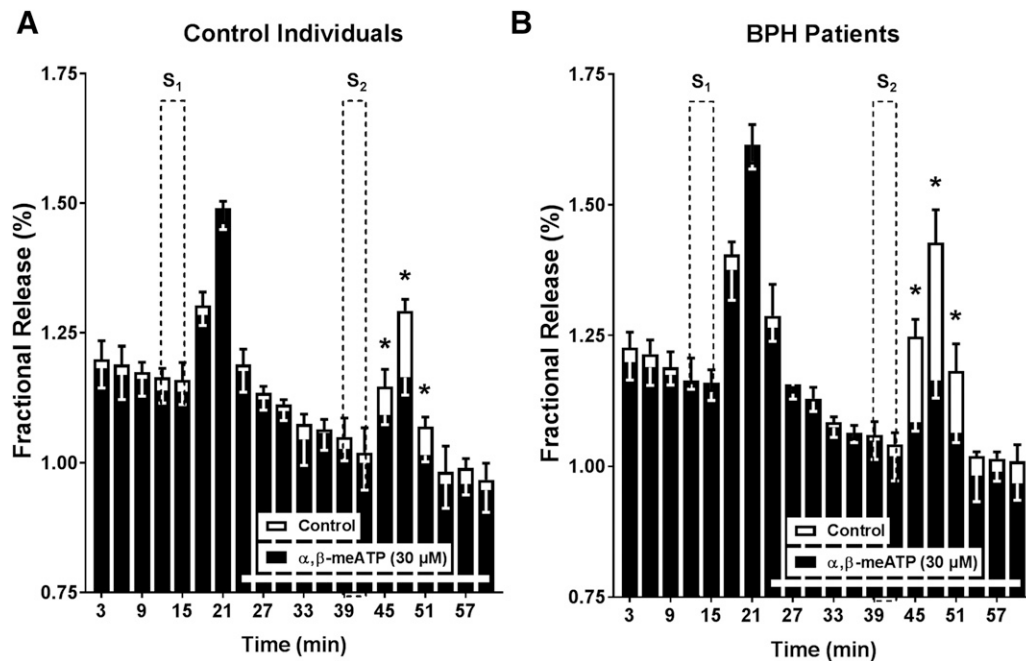 A
Control Individuals
Fractional Release (%)
1.75
1.50
1.25
1.00
0.75
S₁
S₂
*
*
*
Control
α,β-meATP (30 µM)
3 9 15 21 27 33 39 45 51 57
Time (min)
B
BPH Patients
Fractional Release (%)
1.75
1.50
1.25
1.00
0.75
S₁
S₂
*
*
*
Control
α,β-meATP (30 µM)
3 9 15 21 27 33 39 45 51 57
Time (min)